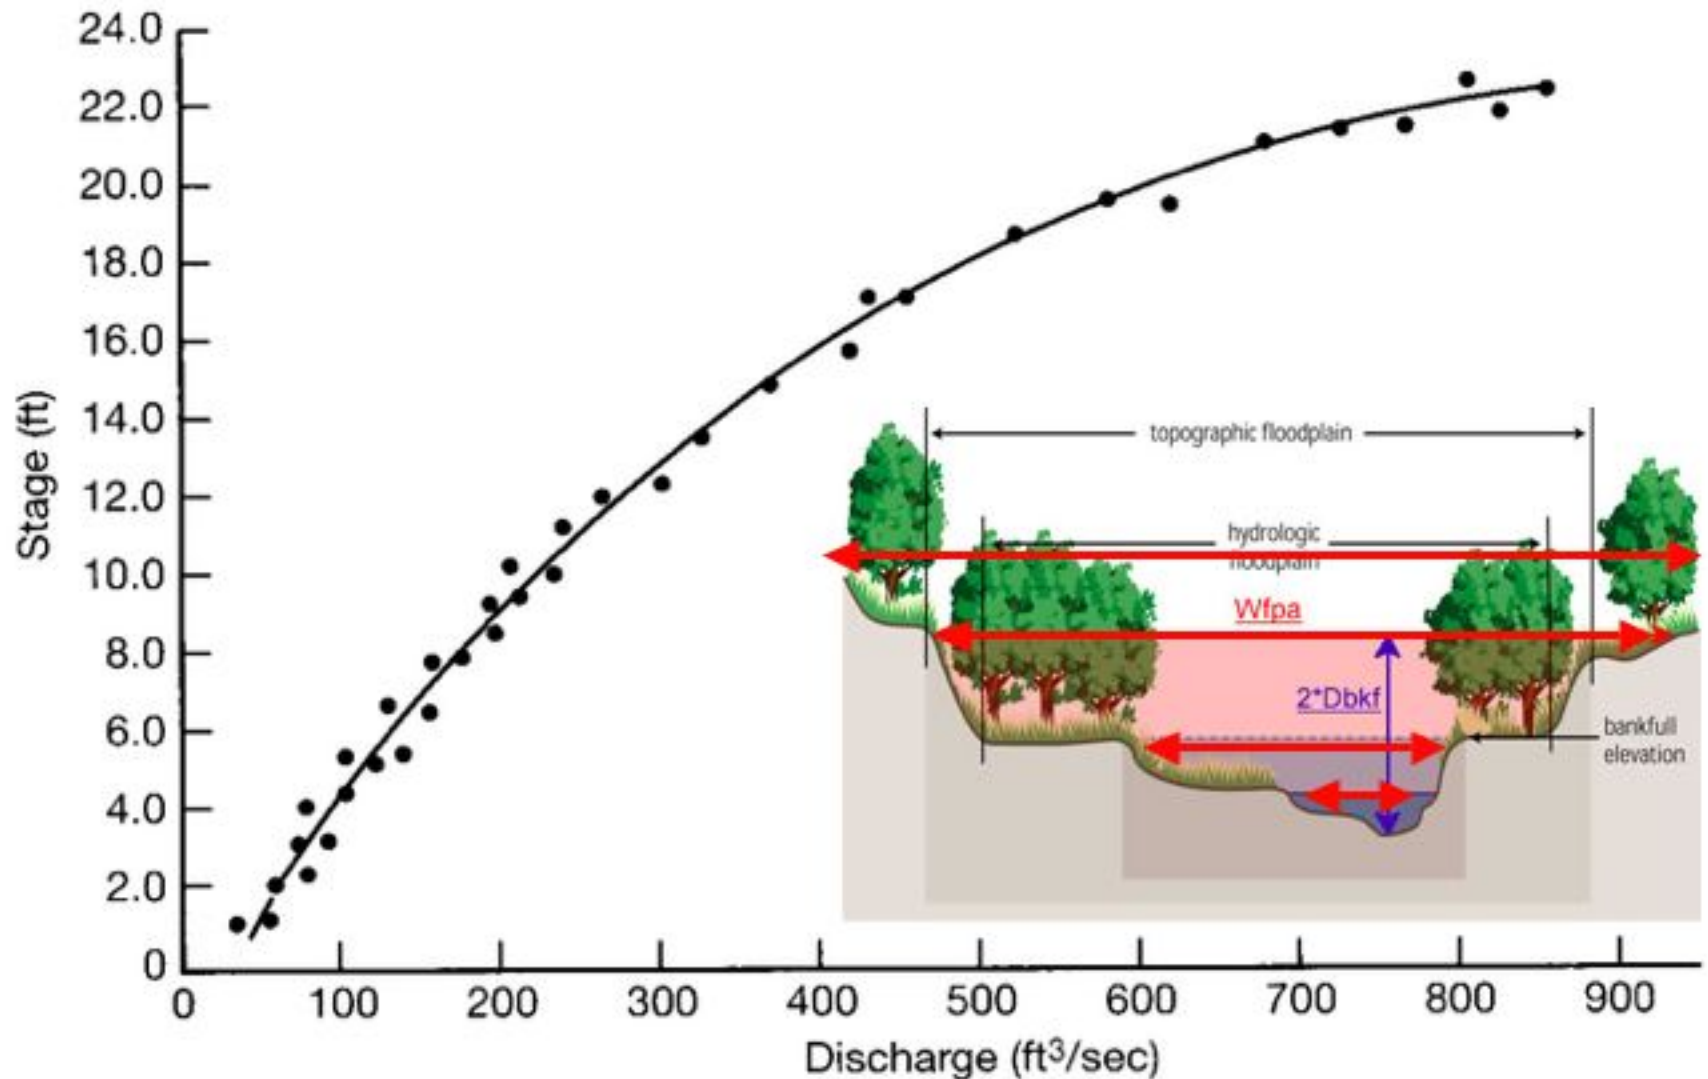 24.0
22.0
20.0
18.0
16.0
14.0
12.0
10.0
8.0
6.0
4.0
2.0
0
Stage (ft)
0 100 200 300 400 500 600 700 800 900
Discharge (ft³/sec)
topographic floodplain
hydrologic
floodplain
Wfpa
2*Dbkf
bankfull
elevation